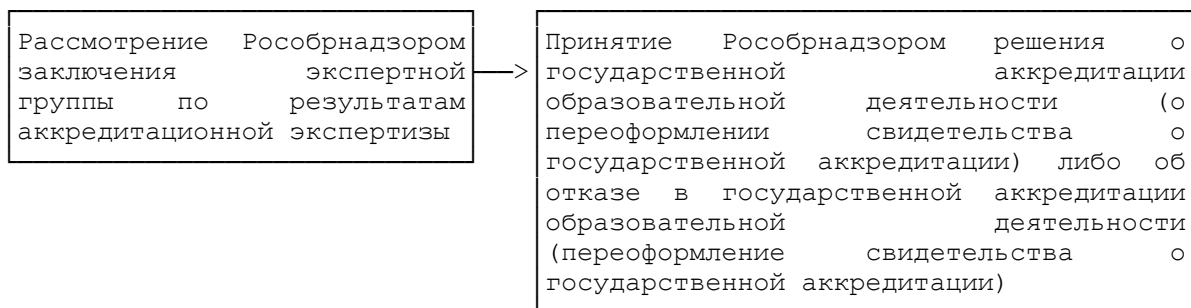 Рассмотрение Рособрнадзором
заключения экспертной
группы по результатам
аккредитационной экспертизы
Принятие Рособрнадзором решения о
государственной аккредитации
образовательной деятельности (о
переоформлении свидетельства о
государственной аккредитации) либо об
отказе в государственной аккредитации
образовательной деятельности
(переоформление свидетельства о
государственной аккредитации)